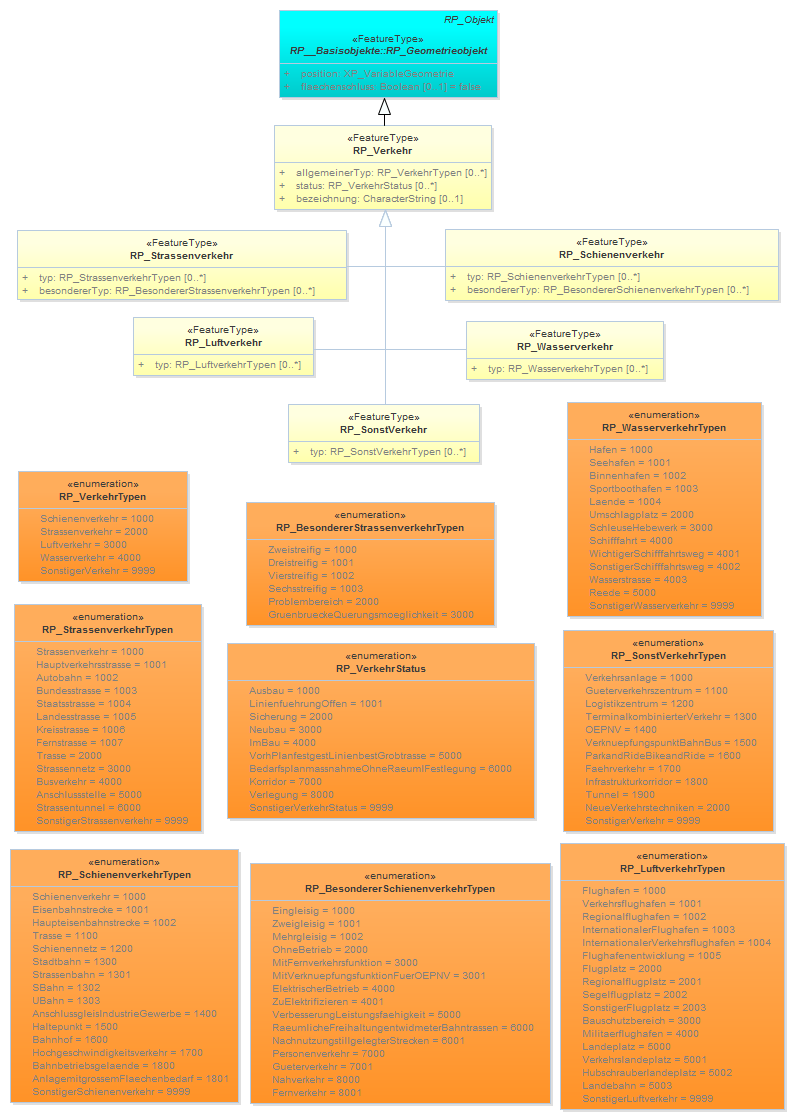 RP_Objekt
«FeatureType»
RP__Basisobjekte::RP_Geometrieobjekt
+ position: XP_VariableGeometrie
+ flaechenschluss: Boolean [0..1] = false
«FeatureType»
RP_Verkehr
+ allgemeinerTyp: RP_VerkehrTypen [0..*]
+ status: RP_VerkehrStatus [0..*]
+ bezeichnung: CharacterString [0..1]
«FeatureType»
RP_Strassenverkehr
+ typ: RP_StrassenverkehrTypen [0..*]
+ besondererTyp: RP_BesondererStrassenverkehrTypen [0..*]
«FeatureType»
RP_Schienenverkehr
+ typ: RP_SchienenverkehrTypen [0..*]
+ besondererTyp: RP_BesondererSchienenverkehrTypen [0..*]
«FeatureType»
RP_Luftverkehr
+ typ: RP_LuftverkehrTypen [0..*]
«FeatureType»
RP_Wasserverkehr
+ typ: RP_WasserverkehrTypen [0..*]
«FeatureType»
RP_SonstVerkehr
+ typ: RP_SonstVerkehrTypen [0..*]
«enumeration»
RP_WasserverkehrTypen
Hafen = 1000
Seehafen = 1001
Binnenhafen = 1002
Sportboothafen = 1003
Laende = 1004
Umschlagplatz = 2000
SchleuseHebewerk = 3000
Schifffahrt = 4000
WichtigerSchifffahrtsweg = 4001
SonstigerSchifffahrtsweg = 4002
Wasserstrasse = 4003
Reede = 5000
SonstigerWasserverkehr = 9999
«enumeration»
RP_VerkehrTypen
Schienenverkehr = 1000
Strassenverkehr = 2000
Luftverkehr = 3000
Wasserverkehr = 4000
SonstigerVerkehr = 9999
«enumeration»
RP_BesondererStrassenverkehrTypen
Zweistreifig = 1000
Dreistreifig = 1001
Vierstreifig = 1002
Sechsstreifig = 1003
Problembereich = 2000
GruenbrueckeQuerungsmoeglichkeit = 3000
«enumeration»
RP_StrassenverkehrTypen
Strassenverkehr = 1000
Hauptverkehrsstrasse = 1001
Autobahn = 1002
Bundesstrasse = 1003
Staatsstrasse = 1004
Landesstrasse = 1005
Kreisstrasse = 1006
Fernstrasse = 1007
Trasse = 2000
Strassennetz = 3000
Busverkehr = 4000
Anschlussstelle = 5000
Strassentunnel = 6000
SonstigerStrassenverkehr = 9999
«enumeration»
RP_VerkehrStatus
Ausbau = 1000
LinienfuehrungOffen = 1001
Sicherung = 2000
Neubau = 3000
ImBau = 4000
VorhPlanfestgestLinienbestGrobtrasse = 5000
BedarfsplanmassnahmeOhneRaeumlFestlegung = 6000
Korridor = 7000
Verlegung = 8000
SonstigerVerkehrStatus = 9999
«enumeration»
RP_SonstVerkehrTypen
Verkehrsanlage = 1000
Gueterverkehrszentrum = 1100
Logistikzentrum = 1200
TerminalkombinierterVerkehr = 1300
OEPNV = 1400
VerknuepfungspunktBahnBus = 1500
ParkandRideBikeandRide = 1600
Faehrverkehr = 1700
Infrastrukturkorridor = 1800
Tunnel = 1900
NeueVerkehrstechniken = 2000
SonstigerVerkehr = 9999
«enumeration»
RP_SchienenverkehrTypen
Schienenverkehr = 1000
Eisenbahnstrecke = 1001
Haupteisenbahnstrecke = 1002
Trasse = 1100
Schienennetz = 1200
Stadtbahn = 1300
Strassenbahn = 1301
SBahn = 1302
UBahn = 1303
AnschlussgleisIndustrieGewerbe = 1400
Haltepunkt = 1500
Bahnhof = 1600
Hochgeschwindigkeitsverkehr = 1700
Bahnbetriebsgelaende = 1800
AnlagemitgrossemFlaechenbedarf = 1801
SonstigerSchienenverkehr = 9999
«enumeration»
RP_BesondererSchienenverkehrTypen
Eingleisig = 1000
Zweigleisig = 1001
Mehrgleisig = 1002
OhneBetrieb = 2000
MitFernverkehrsfunktion = 3000
MitVerknuepfungsfunktionFuerOEPNV = 3001
ElektrischerBetrieb = 4000
ZuElektrifizieren = 4001
VerbesserungLeistungsfaehigkeit = 5000
RaeumlicheFreihaltungentwidmeterBahntrassen = 6000
NachnutzungstillgelegterStrecken = 6001
Personenverkehr = 7000
Gueterverkehr = 7001
Nahverkehr = 8000
Fernverkehr = 8001
«enumeration»
RP_LuftverkehrTypen
Flughafen = 1000
Verkehrsflughafen = 1001
Regionalflughafen = 1002
InternationalerFlughafen = 1003
InternationalerVerkehrsflughafen = 1004
Flughafenentwicklung = 1005
Flugplatz = 2000
Regionalflugplatz = 2001
Segelflugplatz = 2002
SonstigerFlugplatz = 2003
Bauschutzbereich = 3000
Militaerflughafen = 4000
Landeplatz = 5000
Verkehrslandeplatz = 5001
Hubschrauberlandeplatz = 5002
Landebahn = 5003
SonstigerLuftverkehr = 9999